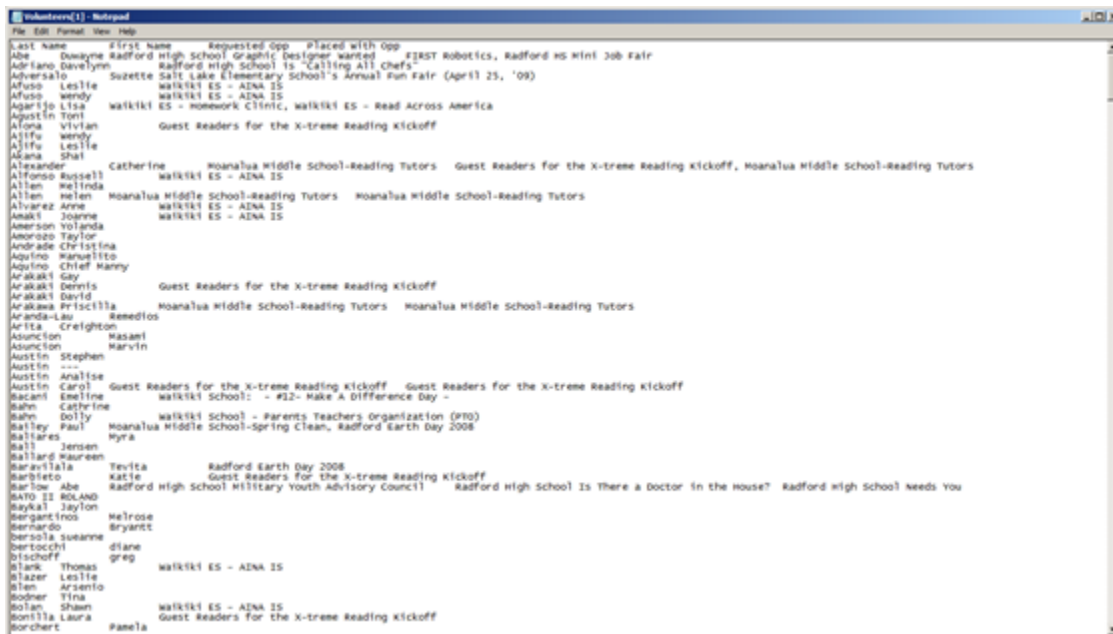 Volunteers[1] - Notepad
File Edit Format View Help
Last Name First Name Requested Opp Placed With Opp
Abe Duwayne Radford High School Graphic Designer Wanted FIRST Robotics, Radford HS Mini Job Fair
Adriano Davelynn Radford High School is "Calling All Chefs"
Adversalo Suzette Salt Lake Elementary School's Annual Fun Fair (April 25, '09)
Afuso Leslie Waikiki ES - AINA IS
Afuso Wendy Waikiki ES - AINA IS
Agarijo Lisa Waikiki ES - Homework Clinic, Waikiki ES - Read Across America
Agustin Toni
Aiona Vivian Guest Readers for the X-treme Reading Kickoff
Ajifu Wendy
Ajifu Leslie
Akana Shai
Alexander Catherine Moanalua Middle School-Reading Tutors Guest Readers for the X-treme Reading Kickoff, Moanalua Middle School-Reading Tutors
Alfonso Russell Waikiki ES - AINA IS
Allen Melinda
Allen Helen Moanalua Middle School-Reading Tutors Moanalua Middle School-Reading Tutors
Alvarez Anne Waikiki ES - AINA IS
Amaki Joanne Waikiki ES - AINA IS
Amerson Yolanda
Amorozo Taylor
Andrade Christina
Aquino Manuelito
Aquino Chief Manny
Arakaki Gay
Arakaki Dennis Guest Readers for the X-treme Reading Kickoff
Arakaki David
Arakawa Priscilla Moanalua Middle School-Reading Tutors Moanalua Middle School-Reading Tutors
Aranda-Lau Remedios
Arita Creighton
Asuncion Masami
Asuncion Marvin
Austin Stephen
Austin ---
Austin Analise
Austin Carol Guest Readers for the X-treme Reading Kickoff Guest Readers for the X-treme Reading Kickoff
Bacani Emeline Waikiki School: - #12- Make A Difference Day -
Bahn Cathrine
Bahn Dolly Waikiki School - Parents Teachers Organization (PTO)
Bailey Paul Moanalua Middle School-Spring Clean, Radford Earth Day 2008
Baliares Myra
Ball Jensen
Ballard Maureen
Baravilala Tevita Radford Earth Day 2008
Barbieto Katie Guest Readers for the X-treme Reading Kickoff
Barlow Abe Radford High School Military Youth Advisory Council Radford High School Is There a Doctor in the House? Radford High School Needs You
BATO II ROLAND
Baykal Jaylon
Bergantinos Melrose
Bernardo Bryantt
bersola sueanne
bertocchi diane
bischoff greg
Blank Thomas Waikiki ES - AINA IS
Blazer Leslie
Blen Arsenio
Bodner Tina
Bolan Shawn Waikiki ES - AINA IS
Bonilla Laura Guest Readers for the X-treme Reading Kickoff
Borchert Pamela